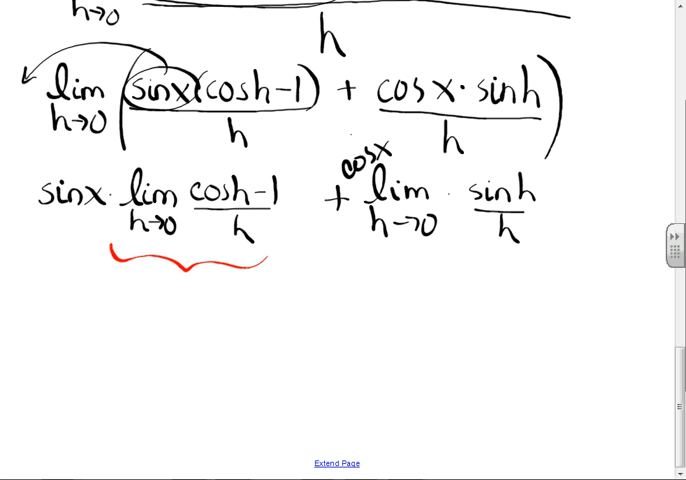 h→0
h
lim h→0 ( sinx(cosh-1)/h + cosx·sinh/h )
sinx· lim h→0 cosh-1/h + cosx lim h→0 · sinh/h
Extend Page